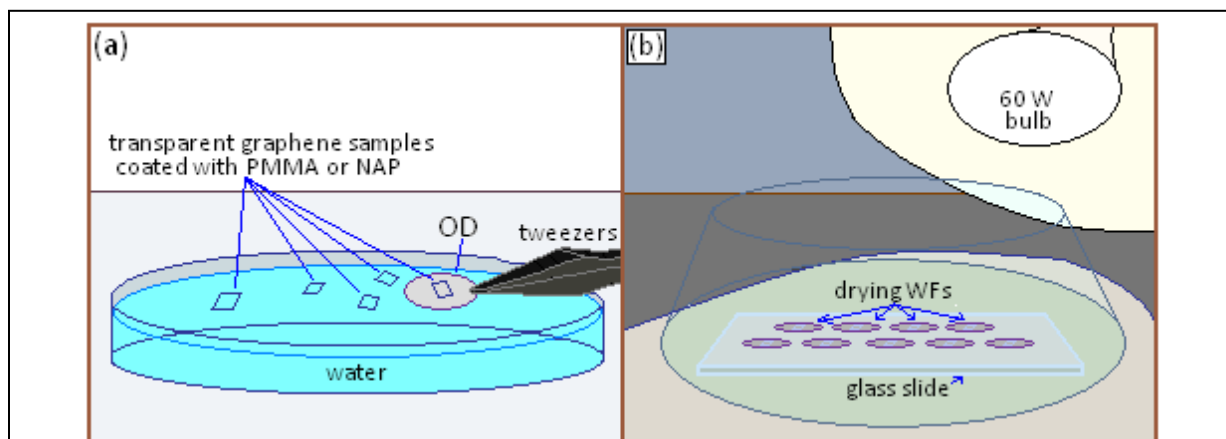 (a)
transparent graphene samples
coated with PMMA or NAP
OD
tweezers
water
(b)
60 W
bulb
drying WFs
glass slide